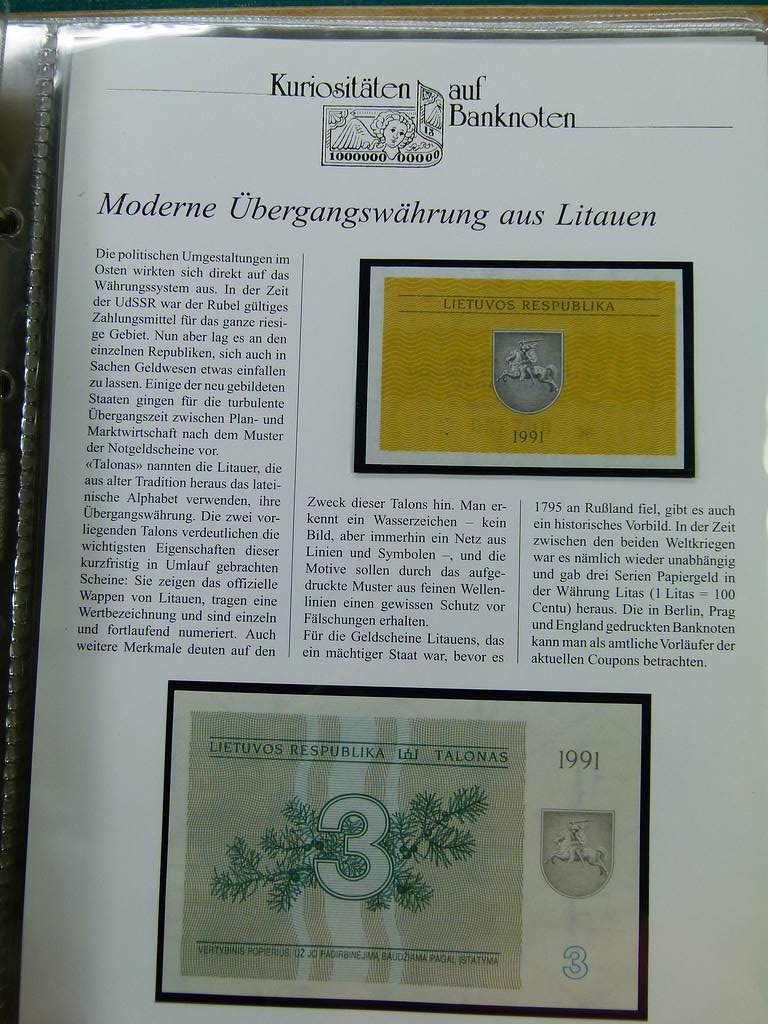 Kuriositäten auf
Banknoten
15
1000000 00000
Moderne Übergangswährung aus Litauen
Die politischen Umgestaltungen im
Osten wirkten sich direkt auf das
Währungssystem aus. In der Zeit
der UdSSR war der Rubel gültiges
Zahlungsmittel für das ganze riesi-
ge Gebiet. Nun aber lag es an den
einzelnen Republiken, sich auch in
Sachen Geldwesen etwas einfallen
zu lassen. Einige der neu gebildeten
Staaten gingen für die turbulente
Übergangszeit zwischen Plan- und
Marktwirtschaft nach dem Muster
der Notgeldscheine vor.
«Talonas» nannten die Litauer, die
aus alter Tradition heraus das latei-
nische Alphabet verwenden, ihre
Übergangswährung. Die zwei vor-
liegenden Talons verdeutlichen die
wichtigsten Eigenschaften dieser
kurzfristig in Umlauf gebrachten
Scheine: Sie zeigen das offizielle
Wappen von Litauen, tragen eine
Wertbezeichnung und sind einzeln
und fortlaufend numeriert. Auch
weitere Merkmale deuten auf den
LIETUVOS RESPUBLIKA
1991
Zweck dieser Talons hin. Man er-
kennt ein Wasserzeichen – kein
Bild, aber immerhin ein Netz aus
Linien und Symbolen –, und die
Motive sollen durch das aufge-
druckte Muster aus feinen Wellen-
linien einen gewissen Schutz vor
Fälschungen erhalten.
Für die Geldscheine Litauens, das
ein mächtiger Staat war, bevor es
1795 an Rußland fiel, gibt es auch
ein historisches Vorbild. In der Zeit
zwischen den beiden Weltkriegen
war es nämlich wieder unabhängig
und gab drei Serien Papiergeld in
der Währung Litas (1 Litas = 100
Centu) heraus. Die in Berlin, Prag
und England gedruckten Banknoten
kann man als amtliche Vorläufer der
aktuellen Coupons betrachten.
LIETUVOS RESPUBLIKA TALONAS
1991
3
VERTYBINIS POPIERIUS, UŽ JO PADIRBINĖJIMĄ BAUDŽIAMA PAGAL ĮSTATYMĄ
3